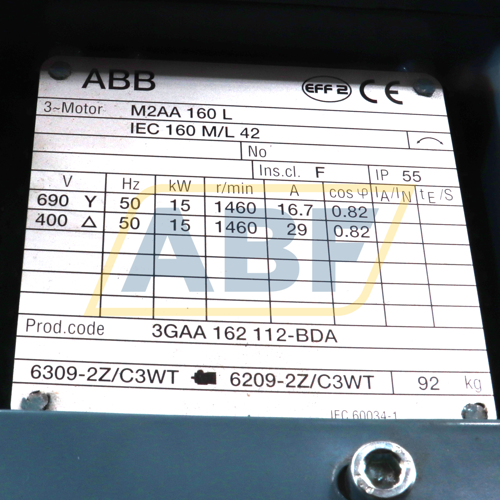 ABB EFF 2 CE
3~Motor M2AA 160 L
IEC 160 M/L 42
No
Ins.cl. F IP 55
V Hz kW r/min A cos φ IA/IN tE/S
690 Y 50 15 1460 16.7 0.82
400 Δ 50 15 1460 29 0.82
ABF
Prod.code 3GAA 162 112-BDA
6309-2Z/C3WT 6209-2Z/C3WT 92 kg
IEC 60034-1